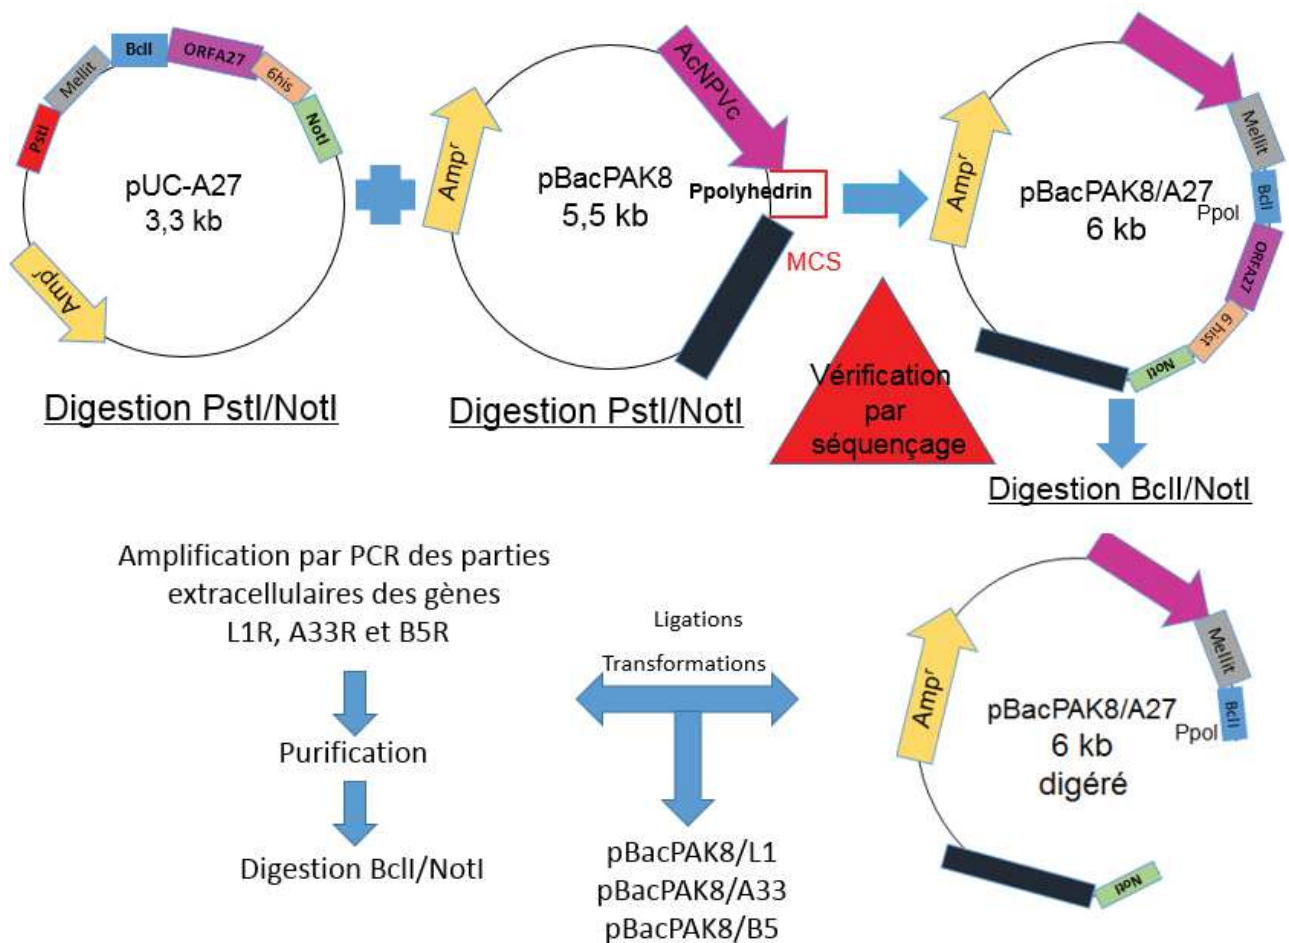 BclI
ORFA27
Mellit
6his
PstI
NotI
pUC-A27
3,3 kb
Ampʳ
Digestion PstI/NotI
AcNPVc
Ampʳ
pBacPAK8
5,5 kb
Ppolyhedrin
MCS
Digestion PstI/NotI
Vérification
par
séquençage
Ampʳ
pBacPAK8/A27
6 kb
Ppol
Mellit
BclI
ORFA27
6 hist
NotI
Digestion BclI/NotI
Amplification par PCR des parties
extracellulaires des gènes
L1R, A33R et B5R
Purification
Digestion BclI/NotI
Ligations
Transformations
pBacPAK8/L1
pBacPAK8/A33
pBacPAK8/B5
Ampʳ
Mellit
BclI
pBacPAK8/A27
Ppol
6 kb
digéré
NotI